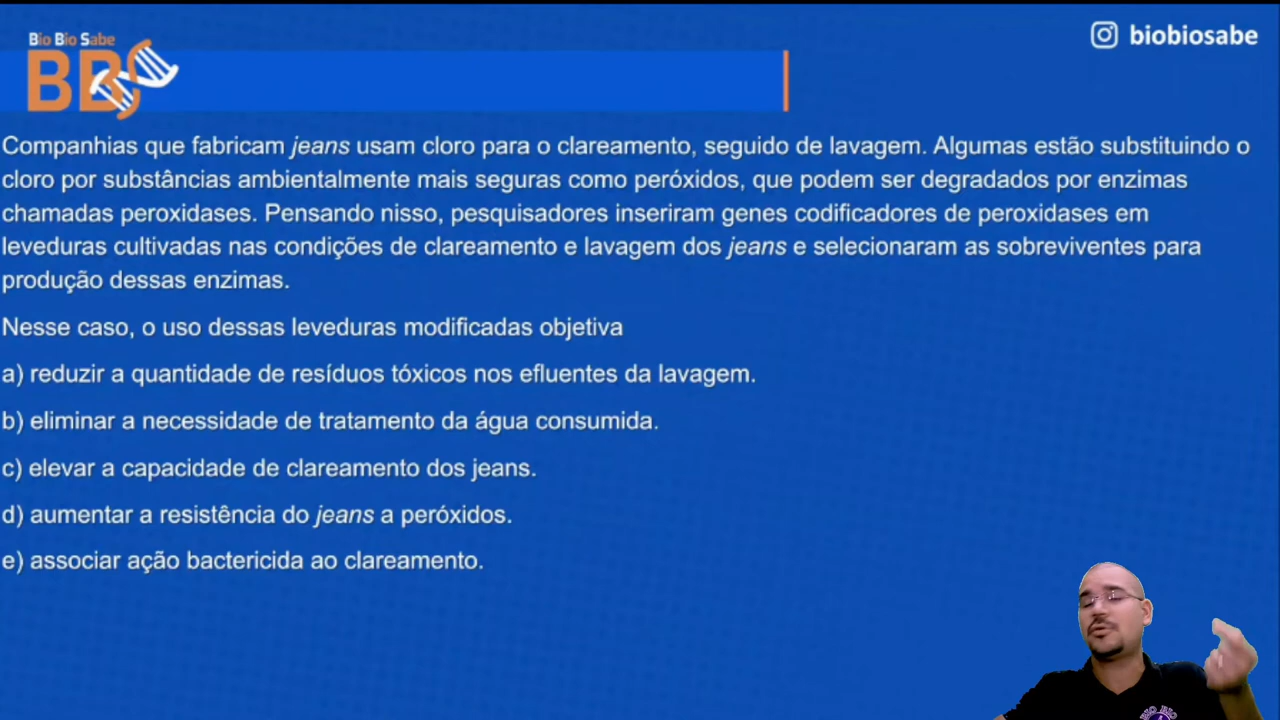 Bio Bio Sabe
BBS
biobiosabe
Companhias que fabricam jeans usam cloro para o clareamento, seguido de lavagem. Algumas estão substituindo o
cloro por substâncias ambientalmente mais seguras como peróxidos, que podem ser degradados por enzimas
chamadas peroxidases. Pensando nisso, pesquisadores inseriram genes codificadores de peroxidases em
leveduras cultivadas nas condições de clareamento e lavagem dos jeans e selecionaram as sobreviventes para
produção dessas enzimas.
Nesse caso, o uso dessas leveduras modificadas objetiva
a) reduzir a quantidade de resíduos tóxicos nos efluentes da lavagem.
b) eliminar a necessidade de tratamento da água consumida.
c) elevar a capacidade de clareamento dos jeans.
d) aumentar a resistência do jeans a peróxidos.
e) associar ação bactericida ao clareamento.
BIO BIO